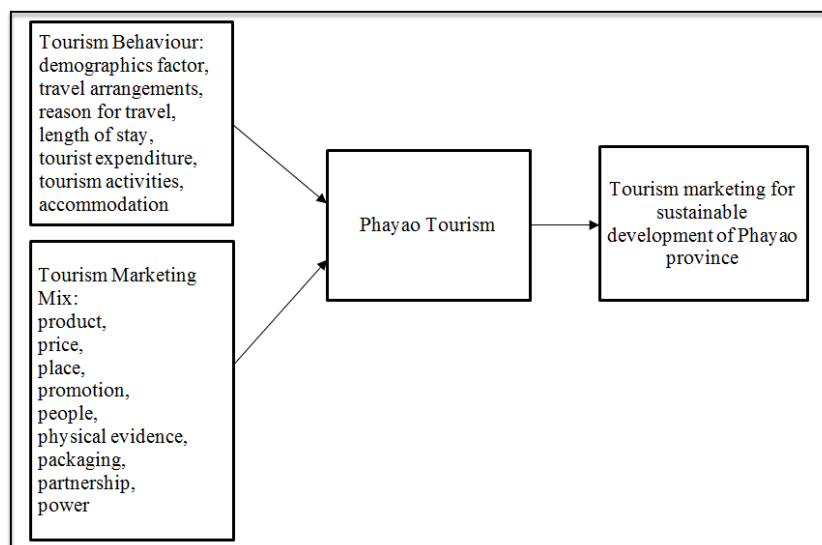 Tourism Behaviour:
demographics factor,
travel arrangements,
reason for travel,
length of stay,
tourist expenditure,
tourism activities,
accommodation
Tourism Marketing
Mix:
product,
price,
place,
promotion,
people,
physical evidence,
packaging,
partnership,
power
Phayao Tourism
Tourism marketing for
sustainable
development of Phayao
province